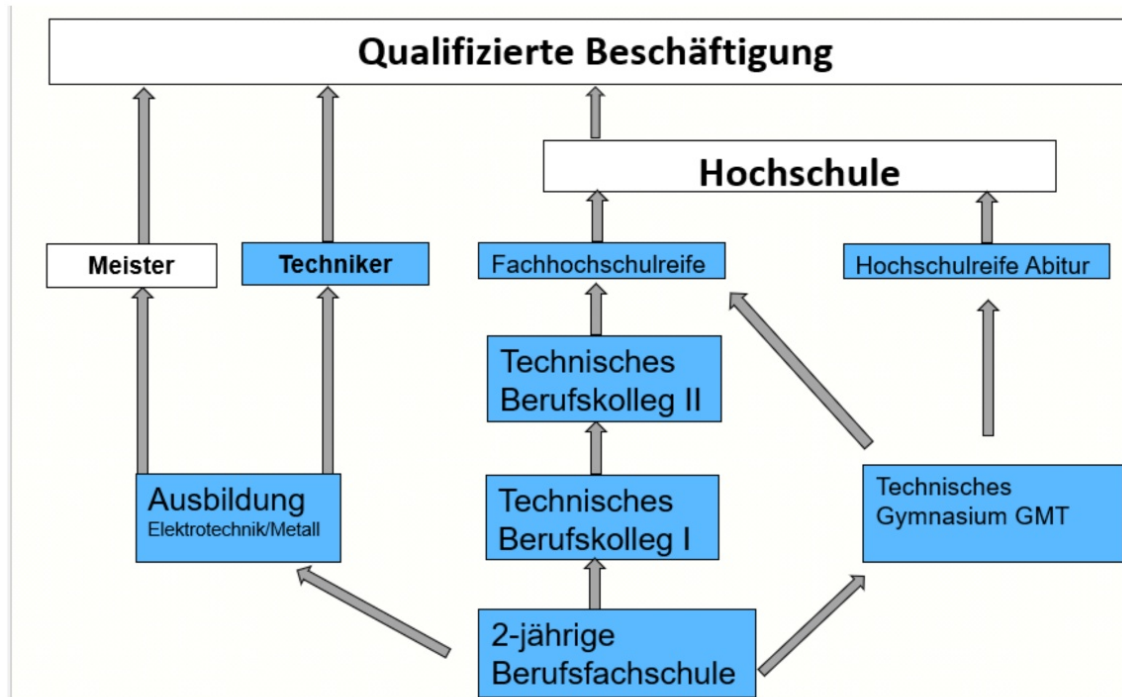 Qualifizierte Beschäftigung
Hochschule
Meister
Techniker
Fachhochschulreife
Hochschulreife Abitur
Technisches
Berufskolleg II
Ausbildung
Elektrotechnik/Metall
Technisches
Berufskolleg I
Technisches
Gymnasium GMT
2-jährige
Berufsfachschule